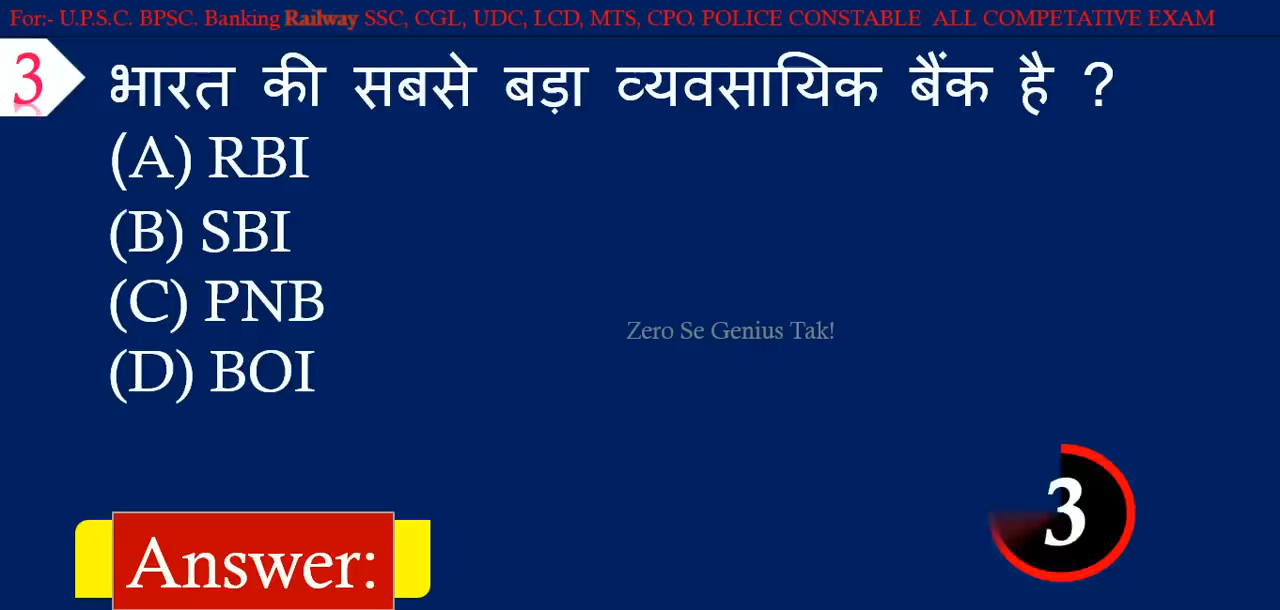 For:- U.P.S.C. BPSC. Banking Railway SSC, CGL, UDC, LCD, MTS, CPO. POLICE CONSTABLE ALL COMPETATIVE EXAM
3
भारत की सबसे बड़ा व्यवसायिक बैंक है ?
(A) RBI
(B) SBI
(C) PNB
(D) BOI
Zero Se Genius Tak!
3
Answer: